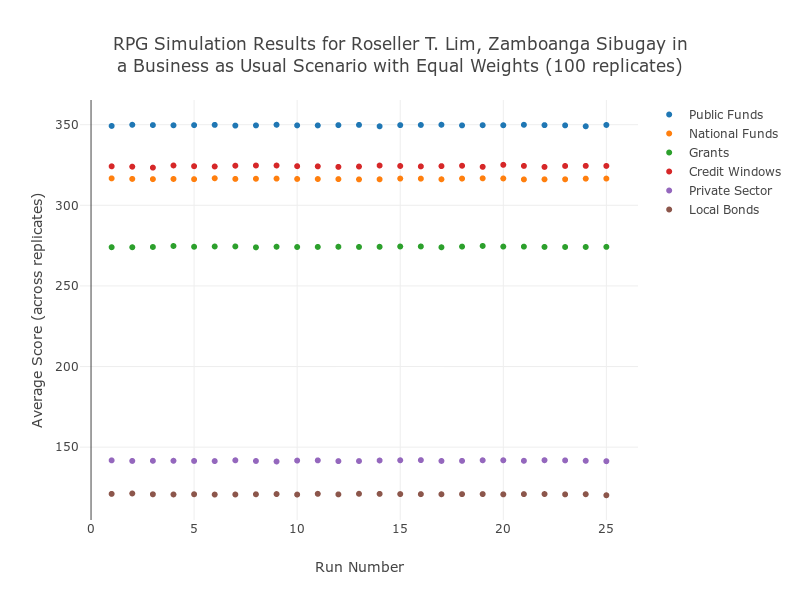 RPG Simulation Results for Roseller T. Lim, Zamboanga Sibugay in
a Business as Usual Scenario with Equal Weights (100 replicates)
Public Funds
National Funds
Grants
Credit Windows
Private Sector
Local Bonds
Average Score (across replicates)
350
300
250
200
150
0 5 10 15 20 25
Run Number